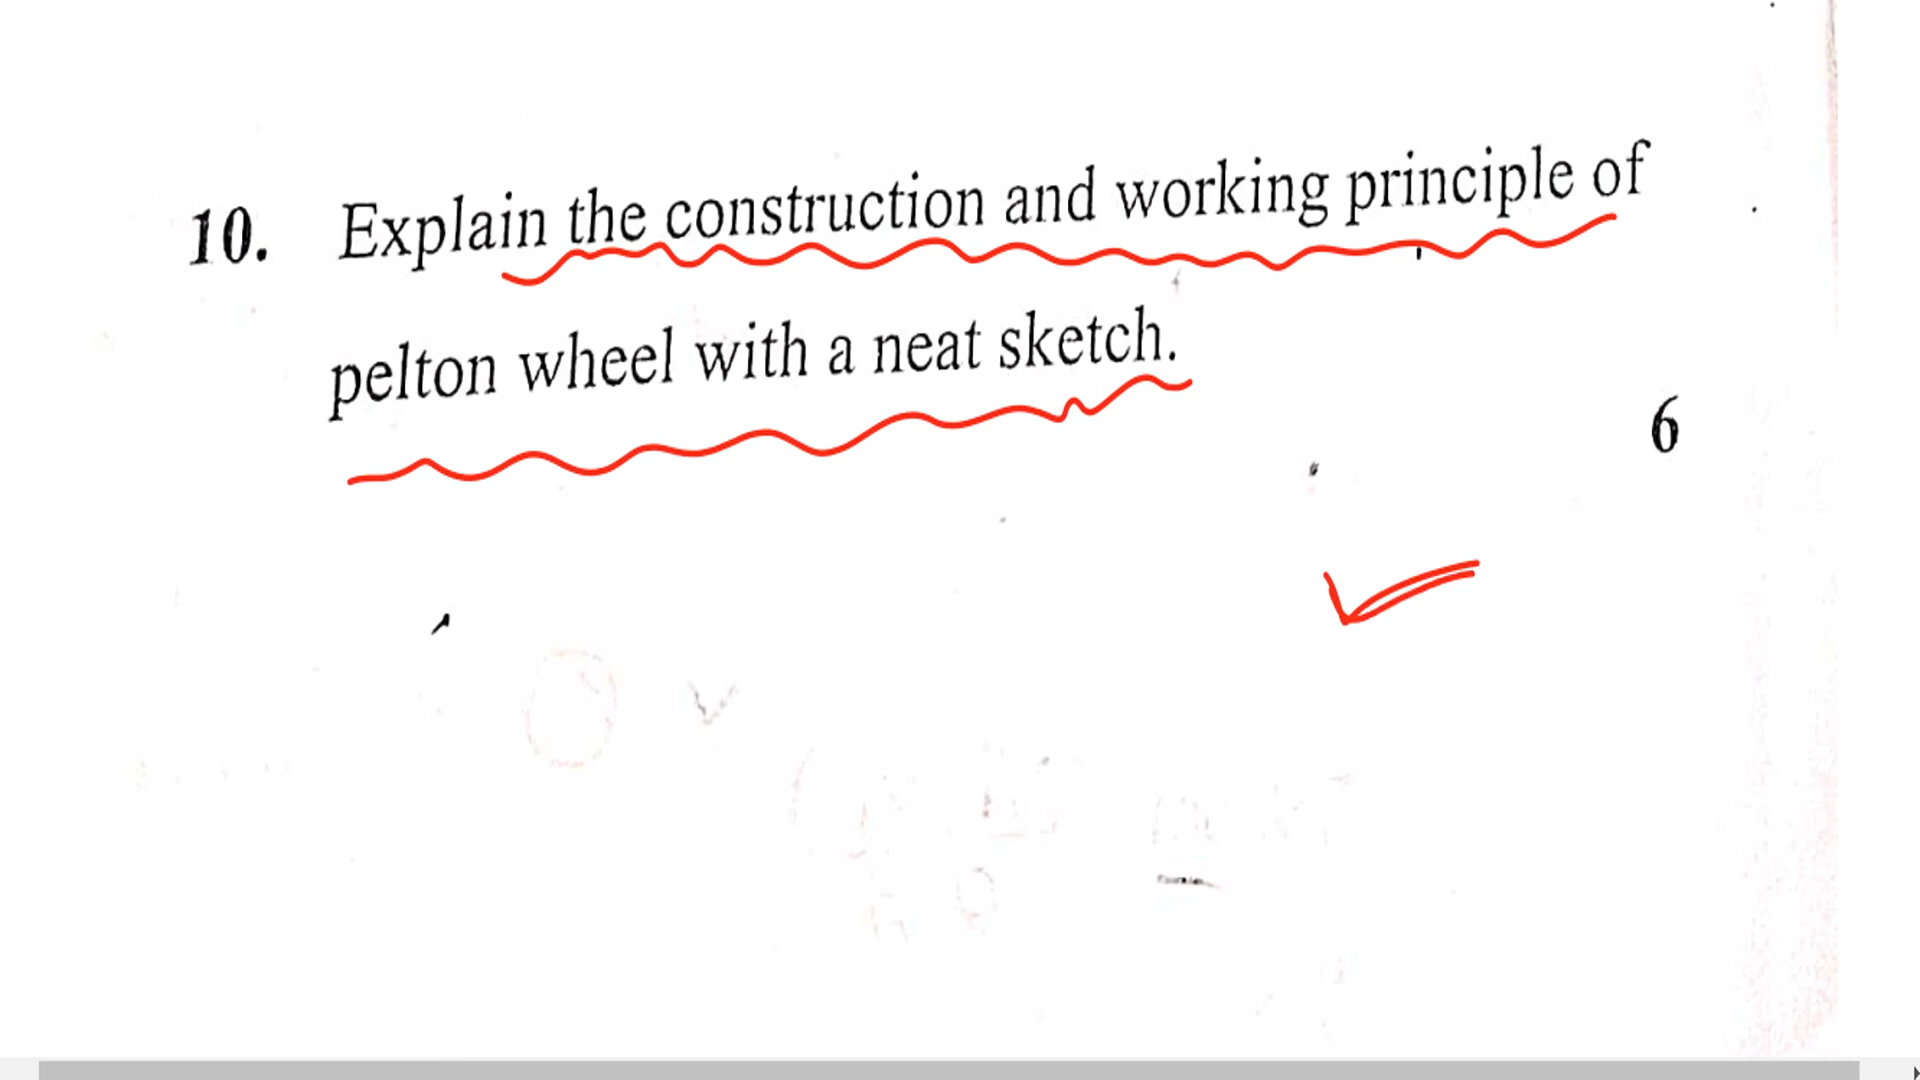 10. Explain the construction and working principle of
pelton wheel with a neat sketch.
6